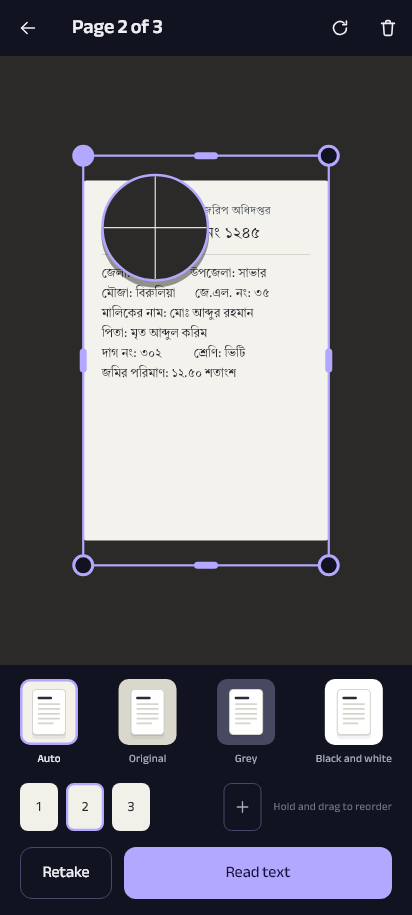 Page 2 of 3
জরিপ অধিদপ্তর
নং ১২৪৫
জেলা: উপজেলা: সাভার
মৌজা: বিরুলিয়া জে.এল. নং: ৩৫
মালিকের নাম: মোঃ আব্দুর রহমান
পিতা: মৃত আব্দুল করিম
দাগ নং: ৩০২ শ্রেণি: ভিটি
জমির পরিমাণ: ১২.৫০ শতাংশ
Auto Original Grey Black and white
1 2 3 + Hold and drag to reorder
Retake Read text